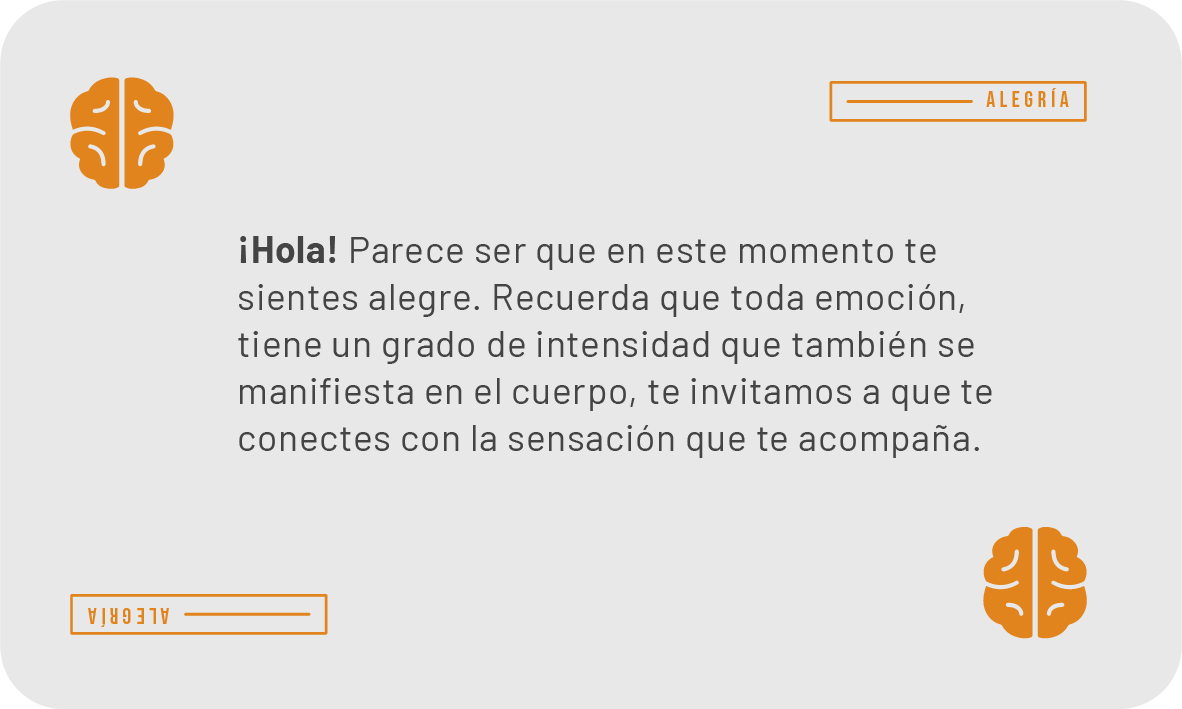 ALEGRÍA
¡Hola! Parece ser que en este momento te
sientes alegre. Recuerda que toda emoción,
tiene un grado de intensidad que también se
manifiesta en el cuerpo, te invitamos a que te
conectes con la sensación que te acompaña.
ALEGRÍA